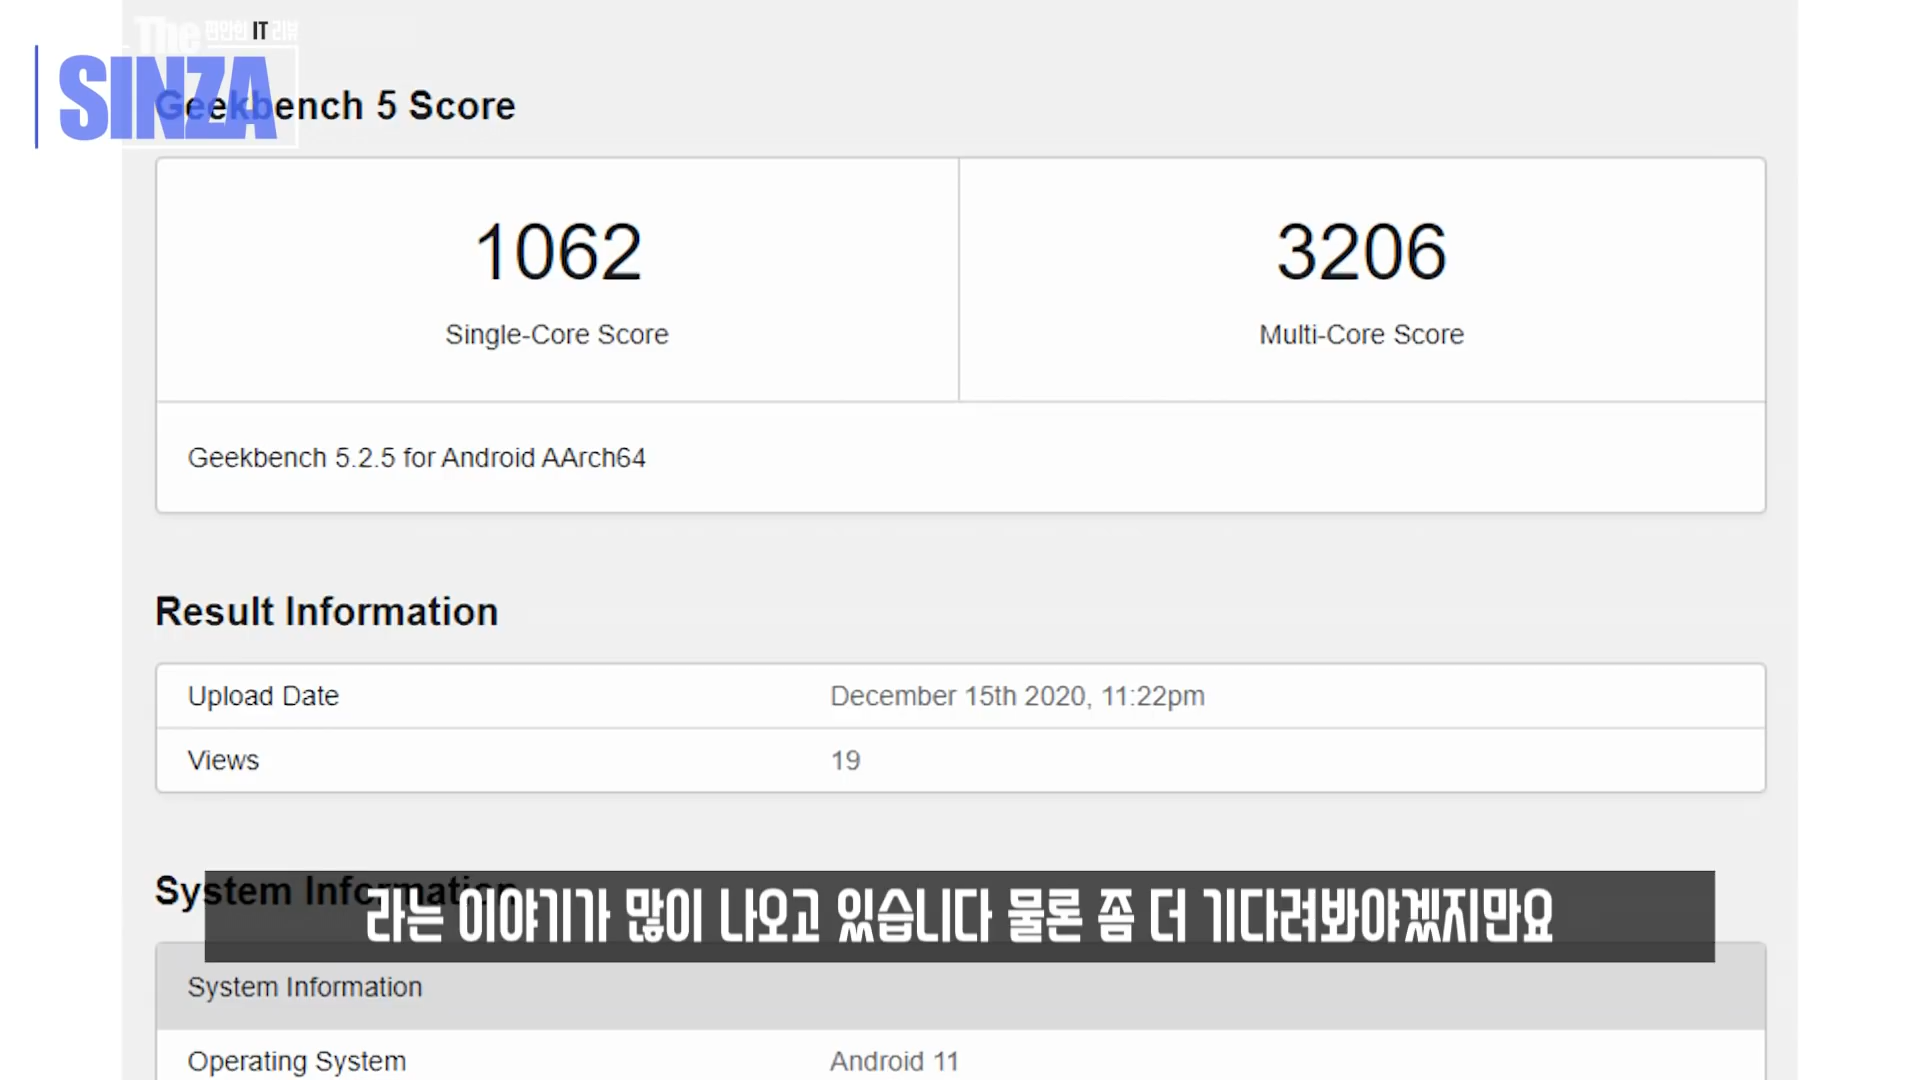 The 편안한 IT 리뷰
SINZA
Geekbench 5 Score
1062
Single-Core Score
3206
Multi-Core Score
Geekbench 5.2.5 for Android AArch64
Result Information
Upload Date December 15th 2020, 11:22pm
Views 19
System Information
라는 이야기가 많이 나오고 있습니다 물론 좀 더 기다려봐야겠지만요
System Information
Operating System Android 11